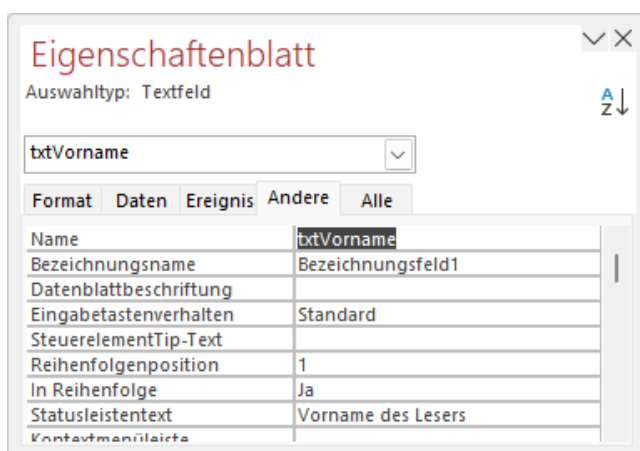 Eigenschaftenblatt
Auswahltyp: Textfeld
A
Z
txtVorname
Format Daten Ereignis Andere Alle
Name txtVorname
Bezeichnungsname Bezeichnungsfeld1
Datenblattbeschriftung
Eingabetastenverhalten Standard
SteuerelementTip-Text
Reihenfolgenposition 1
In Reihenfolge Ja
Statusleistentext Vorname des Lesers
Kontextmenüleiste